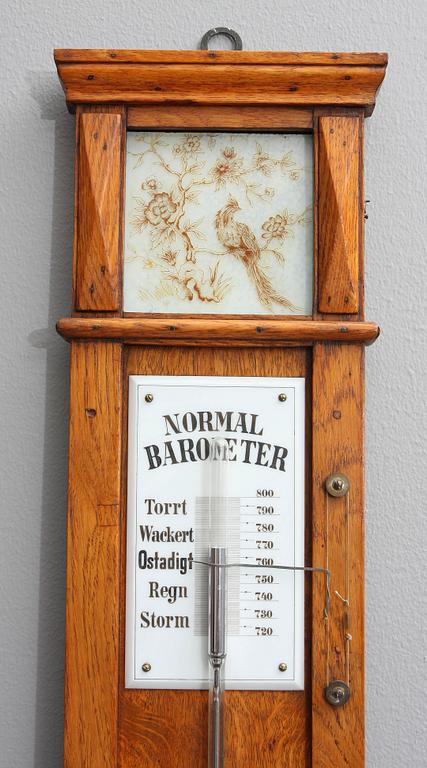 NORMAL
BAROMETER
800
Torrt 790
Wackert 780
770
Ostadigt 760
750
Regn 740
Storm 730
720